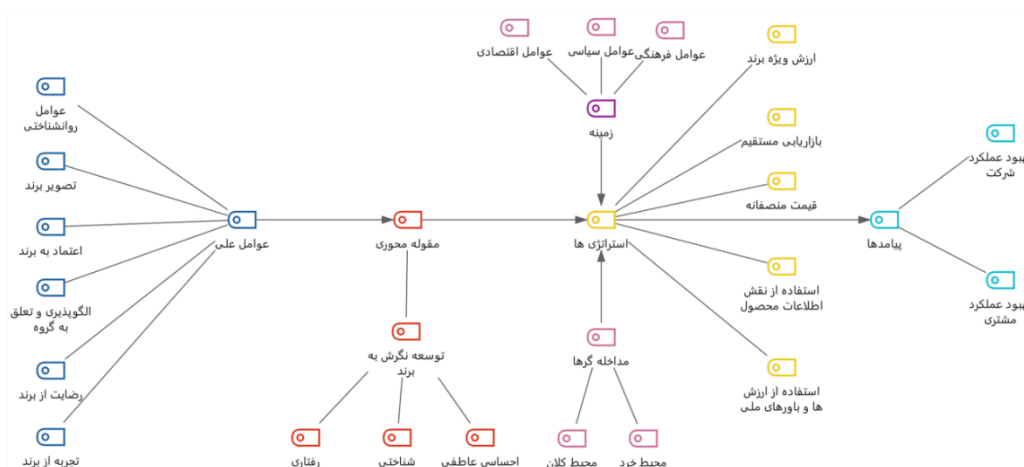 عوامل اقتصادی
عوامل سیاسی
عوامل فرهنگی
زمینه
عوامل
روانشناختی
تصویر برند
اعتماد به برند
الگوپذیری و تعلق
به گروه
رضایت از برند
تجربه از برند
عوامل علی
مقوله محوری
توسعه نگرش به
برند
رفتاری
شناختی
احساسی عاطفی
استراتژی ها
مداخله گرها
محیط کلان
محیط خرد
ارزش ویژه برند
بازاریابی مستقیم
قیمت منصفانه
استفاده از نقش
اطلاعات محصول
استفاده از ارزش
ها و باورهای ملی
پیامدها
بهبود عملکرد
شرکت
بهبود عملکرد
مشتری